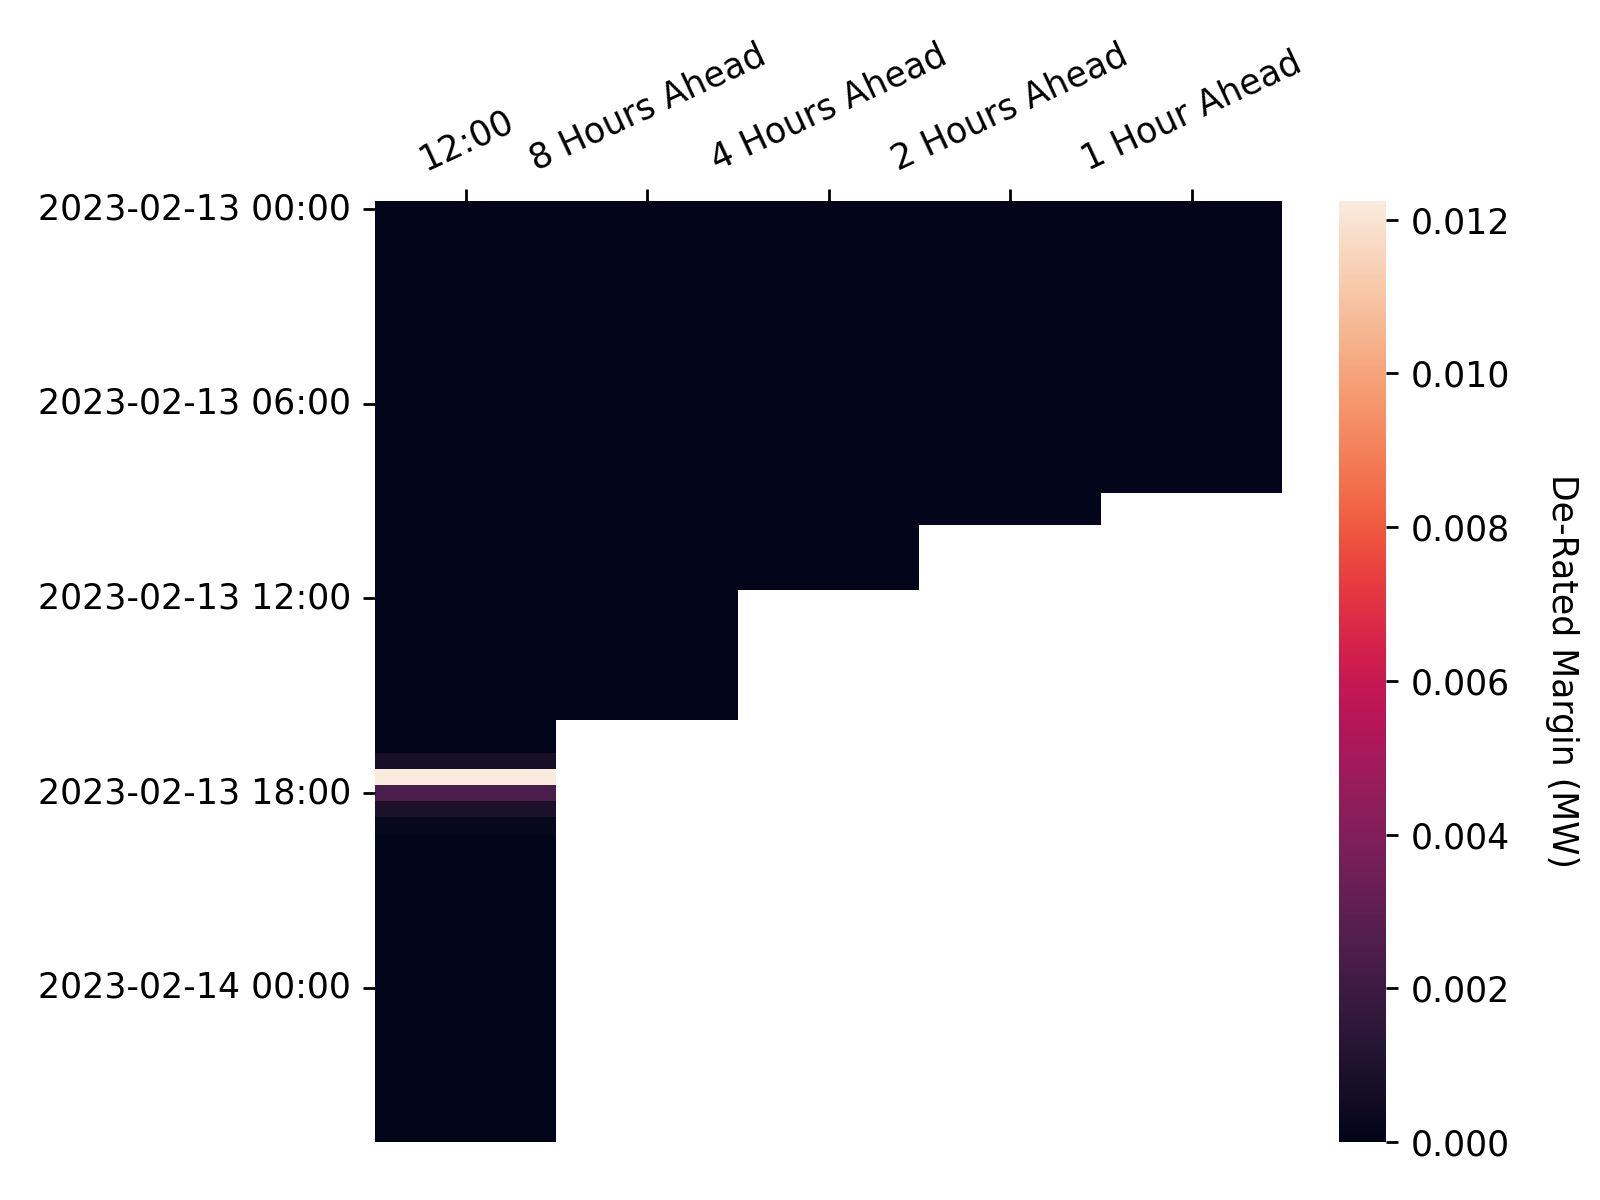 12:00
8 Hours Ahead
4 Hours Ahead
2 Hours Ahead
1 Hour Ahead
2023-02-13 00:00
2023-02-13 06:00
2023-02-13 12:00
2023-02-13 18:00
2023-02-14 00:00
0.012
0.010
0.008
0.006
0.004
0.002
0.000
De-Rated Margin (MW)